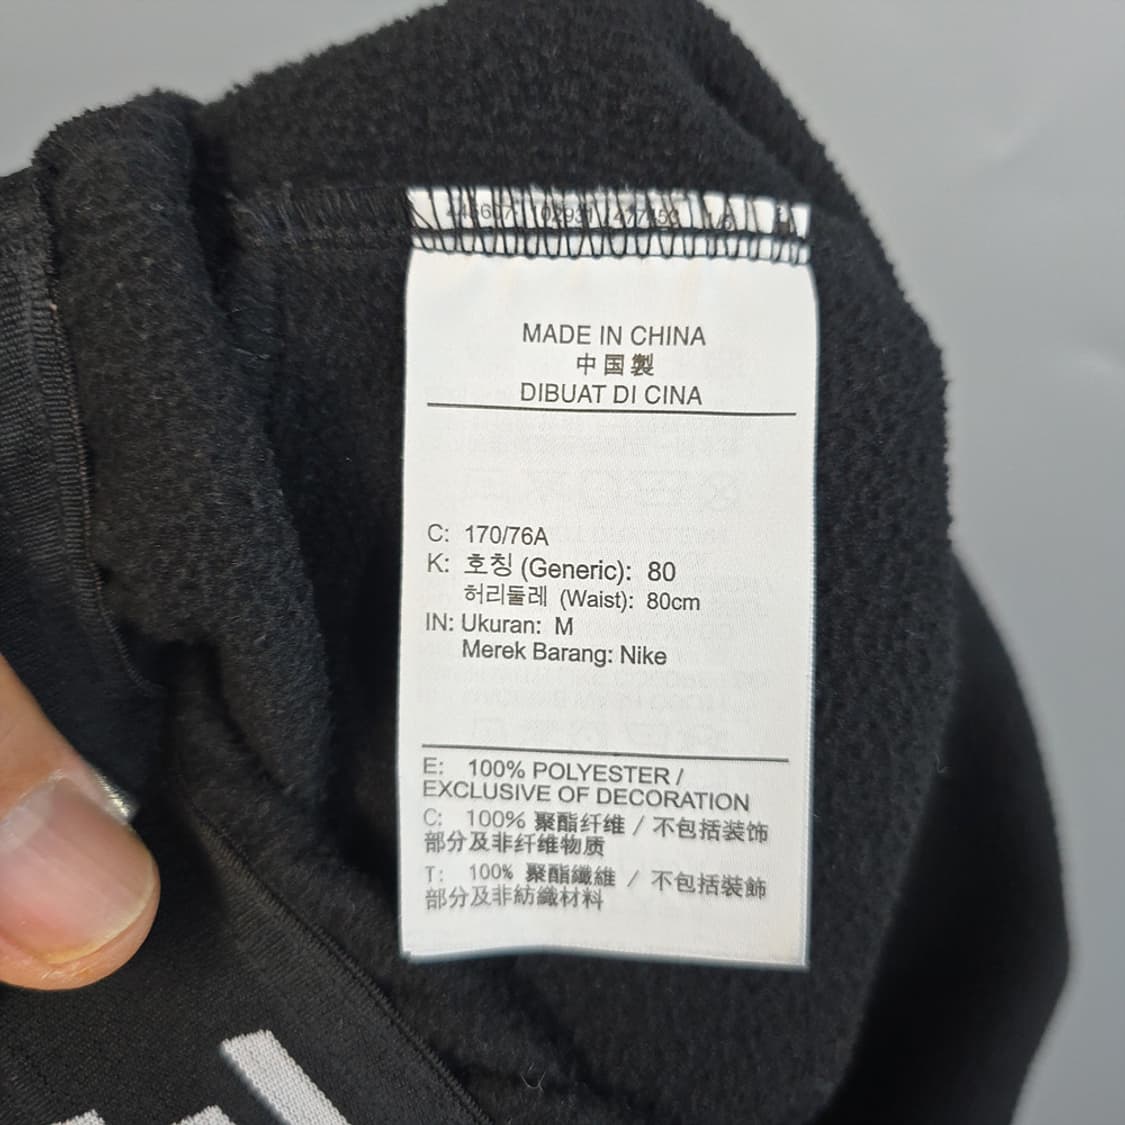 MADE IN CHINA
中国製
DIBUAT DI CINA
C: 170/76A
K: 호칭 (Generic): 80
허리둘레 (Waist): 80cm
IN: Ukuran: M
Merek Barang: Nike
E: 100% POLYESTER /
EXCLUSIVE OF DECORATION
C: 100% 聚酯纤维 / 不包括装饰
部分及非纤维物质
T: 100% 聚酯纖維 / 不包括裝飾
部分及非紡織材料